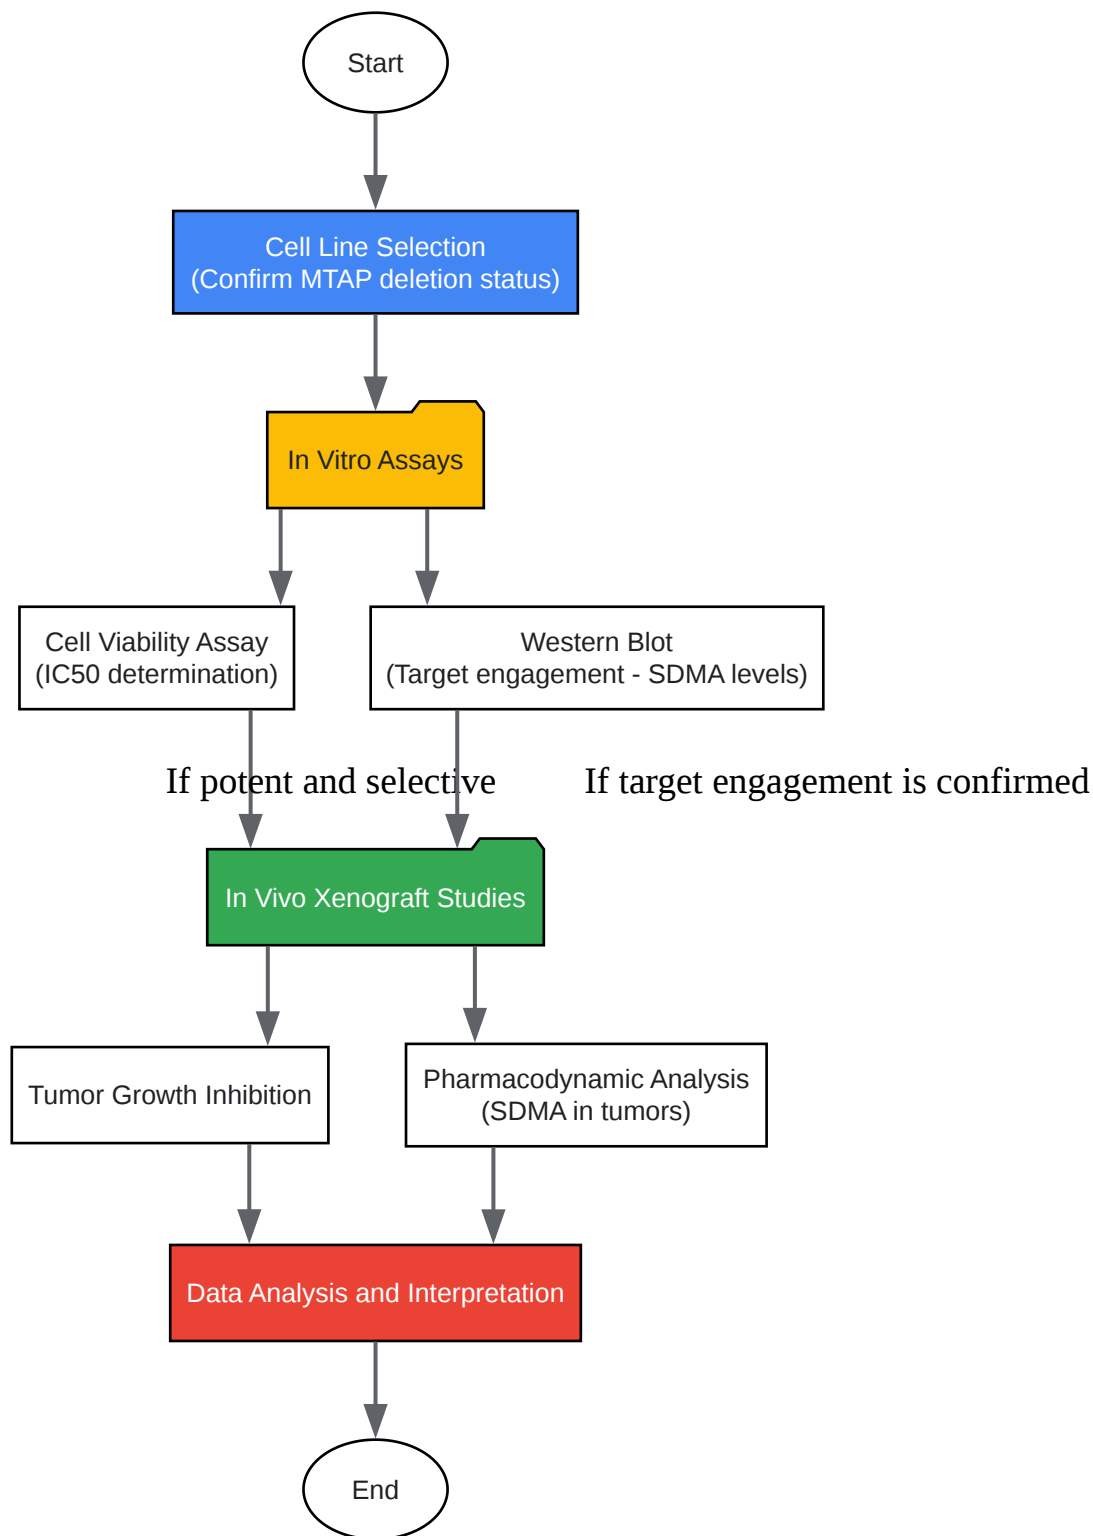 Start
Cell Line Selection
(Confirm MTAP deletion status)
In Vitro Assays
Cell Viability Assay
(IC50 determination)
Western Blot
(Target engagement - SDMA levels)
If potent and selective
If target engagement is confirmed
In Vivo Xenograft Studies
Tumor Growth Inhibition
Pharmacodynamic Analysis
(SDMA in tumors)
Data Analysis and Interpretation
End